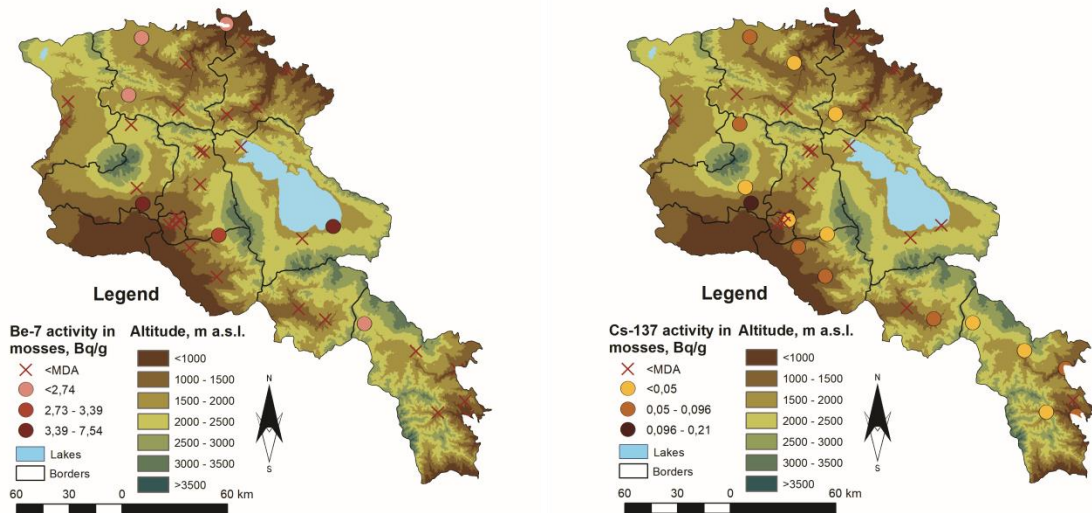 Legend
Be-7 activity in
mosses, Bq/g
<MDA
<2,74
2,73 - 3,39
3,39 - 7,54
Lakes
Borders
Altitude, m a.s.l.
<1000
1000 - 1500
1500 - 2000
2000 - 2500
2500 - 3000
3000 - 3500
>3500
N
S
60 30 0 60 km
Legend
Cs-137 activity in
mosses, Bq/g
<MDA
<0,05
0,05 - 0,096
0,096 - 0,21
Lakes
Borders
Altitude, m a.s.l.
<1000
1000 - 1500
1500 - 2000
2000 - 2500
2500 - 3000
3000 - 3500
>3500
N
S
60 0 60 km